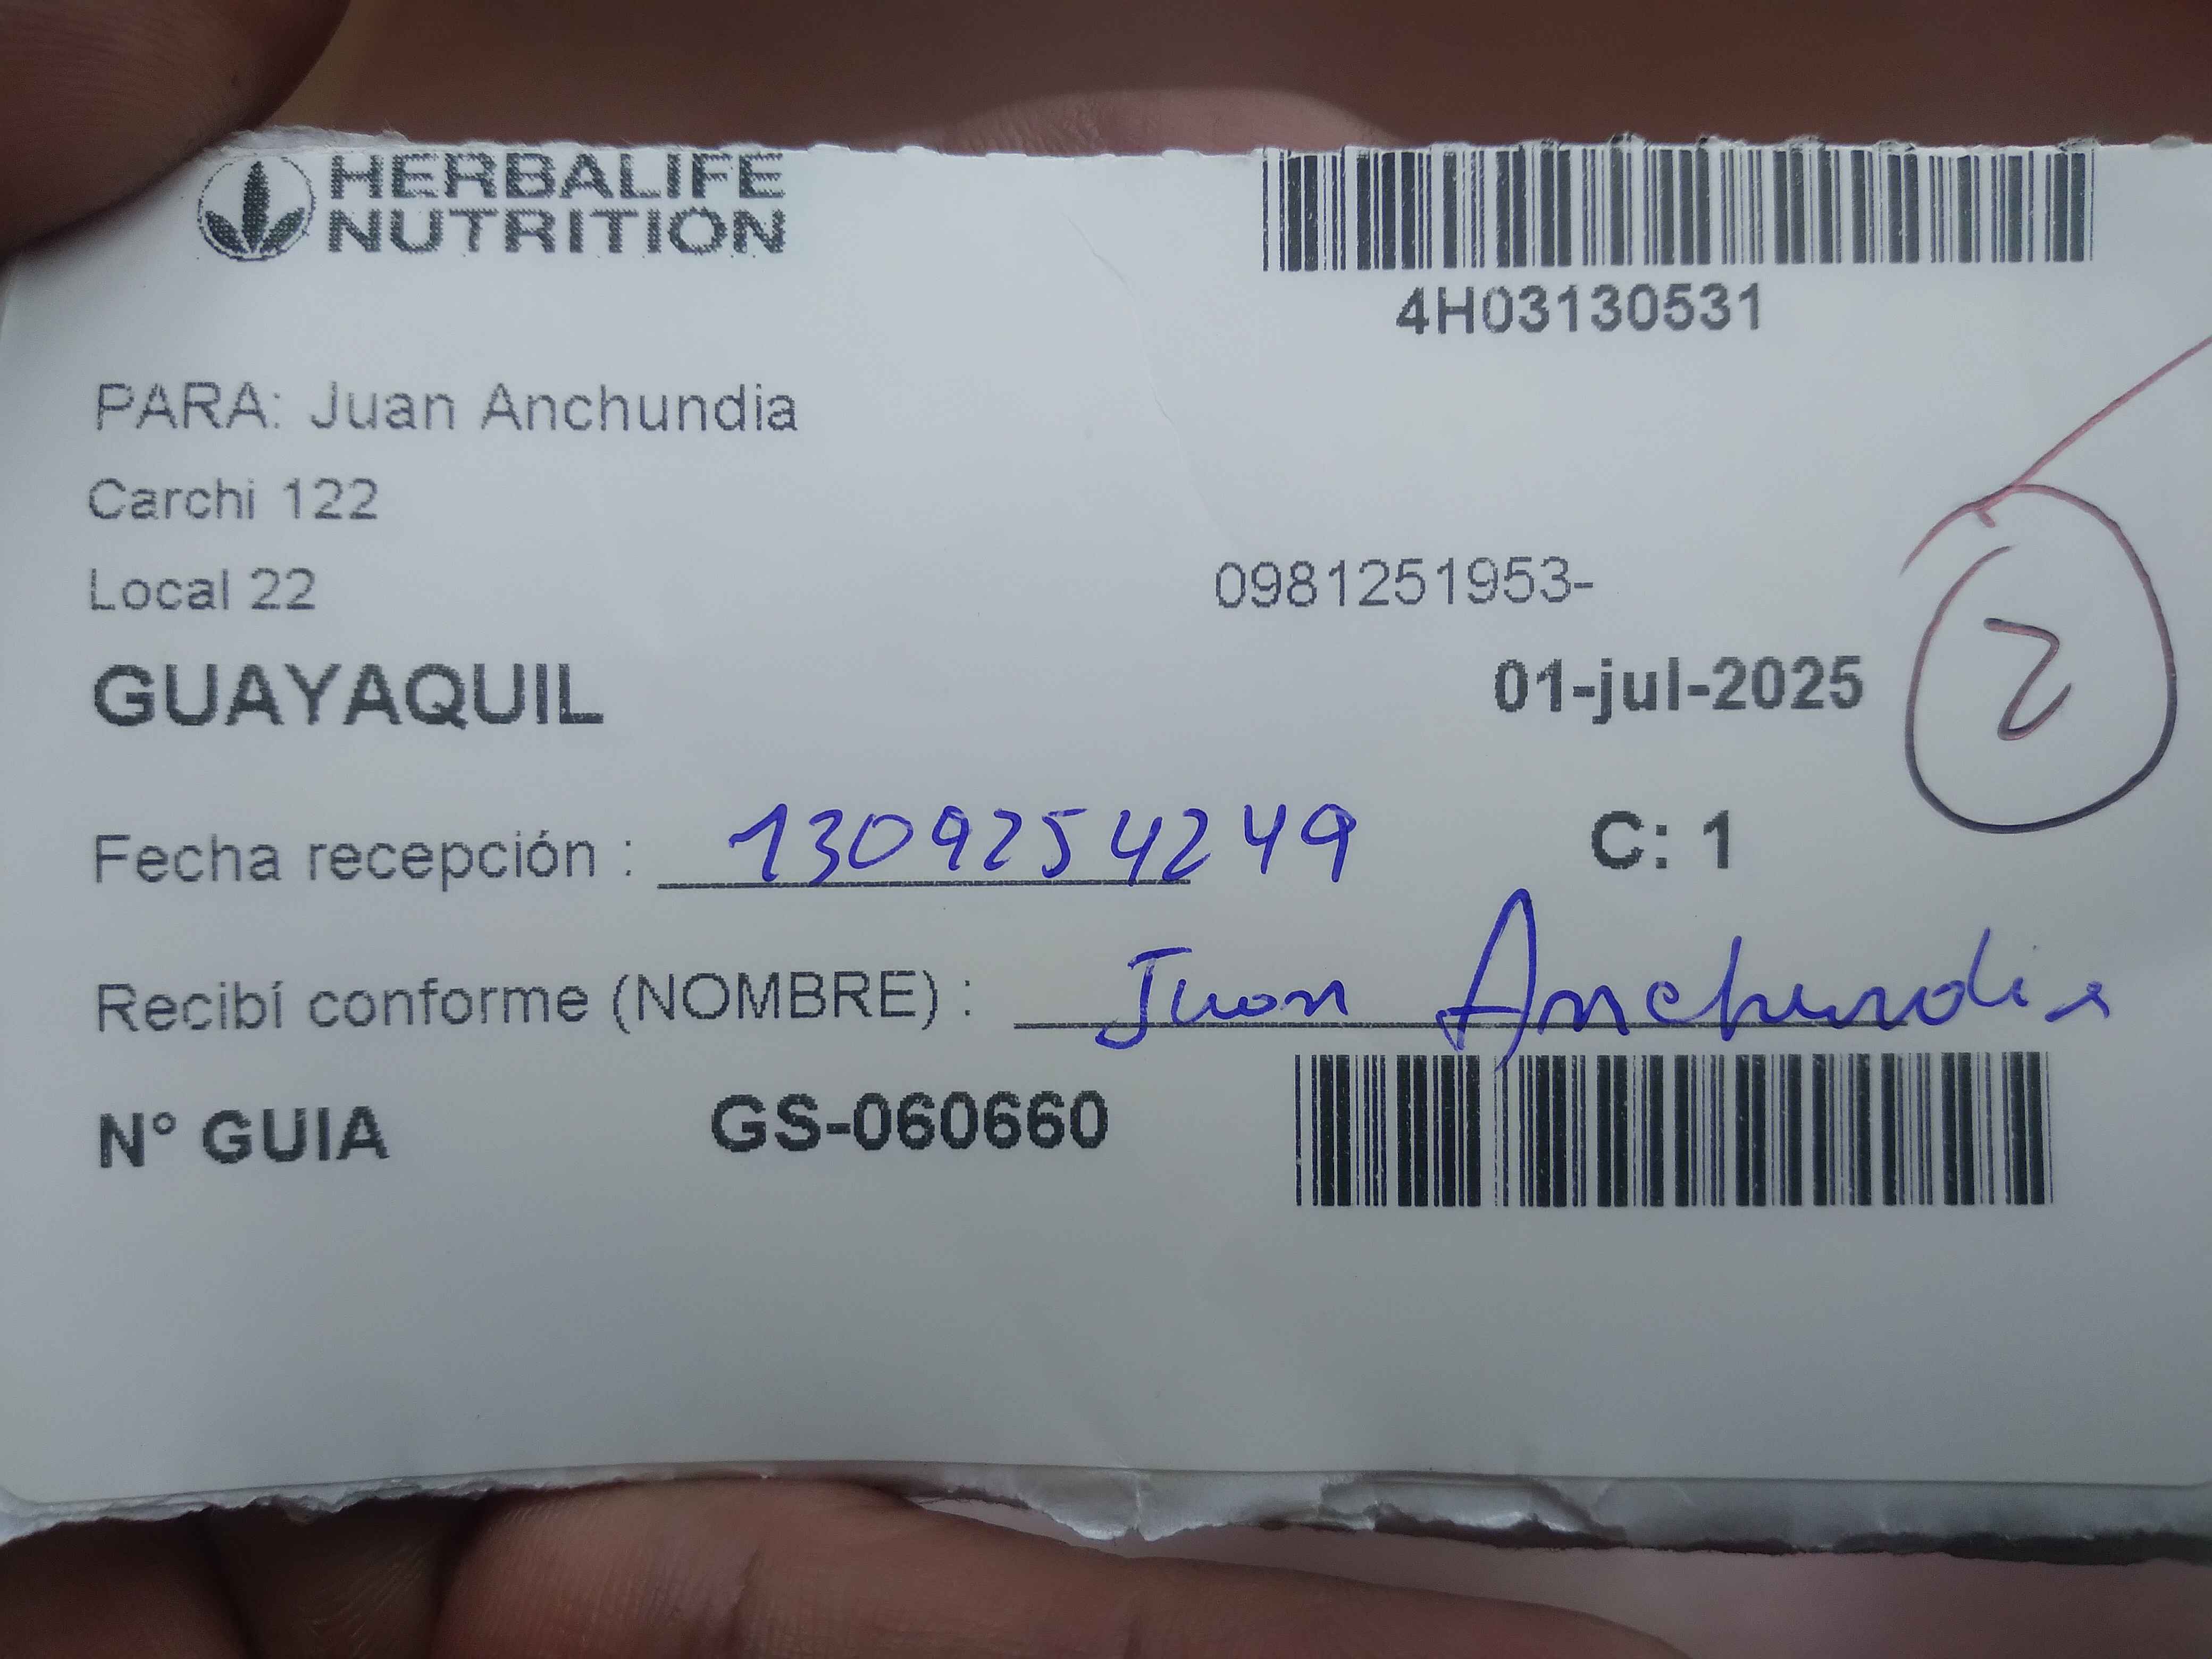 HERBALIFE
NUTRITION
4H03130531
PARA: Juan Anchundia
Carchi 122
Local 22
0981251953-
GUAYAQUIL
01-jul-2025
2
Fecha recepción : 1309254249
C: 1
Recibí conforme (NOMBRE) : Juan Anchundia
N° GUIA GS-060660